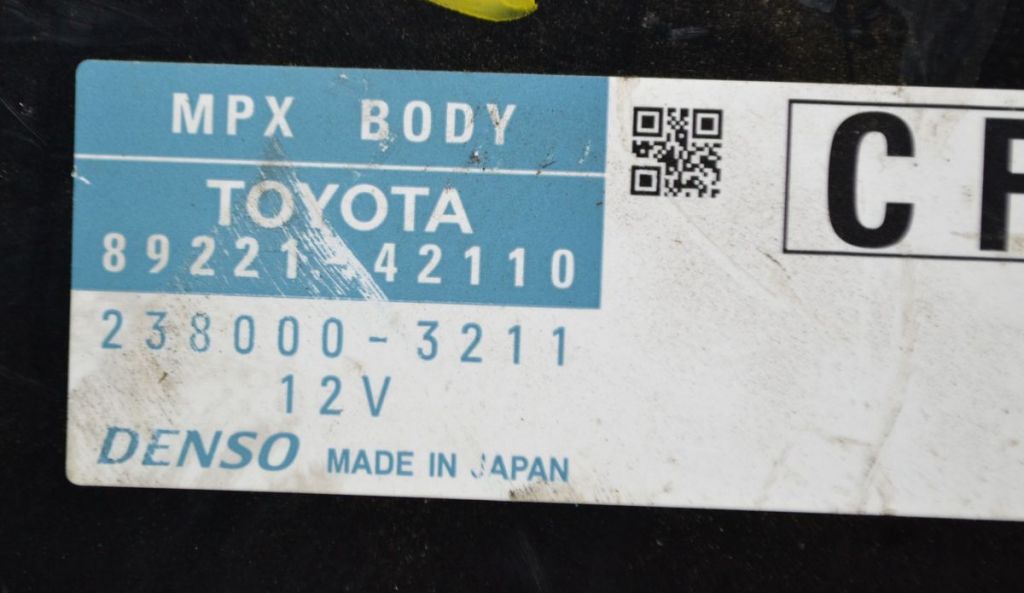 MPX BODY
TOYOTA
89221-42110
238000-3211
12V
DENSO MADE IN JAPAN
C